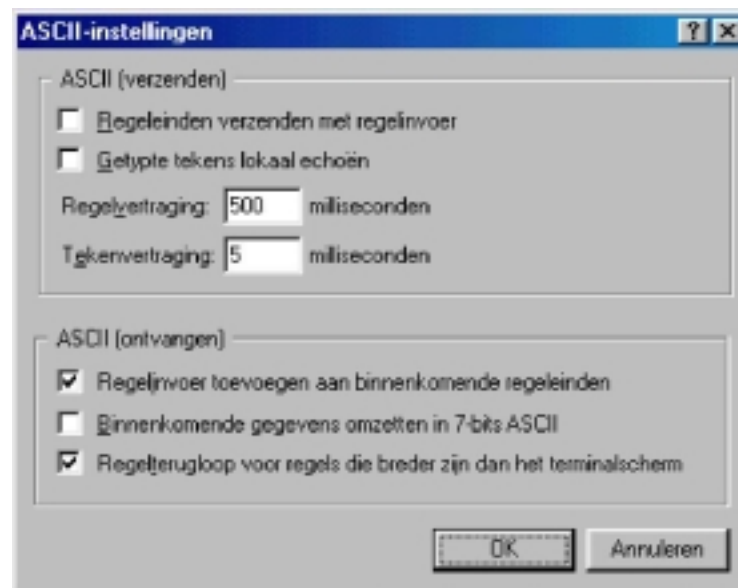 ASCII-instellingen
ASCII (verzenden)
Regeleinden verzenden met regelinvoer
Getypte tekens lokaal echoën
Regelvertraging: 500 milliseconden
Tekenvertraging: 5 milliseconden
ASCII (ontvangen)
Regelinvoer toevoegen aan binnenkomende regeleinden
Binnenkomende gegevens omzetten in 7-bits ASCII
Regelterugloop voor regels die breder zijn dan het terminalscherm
OK Annuleren